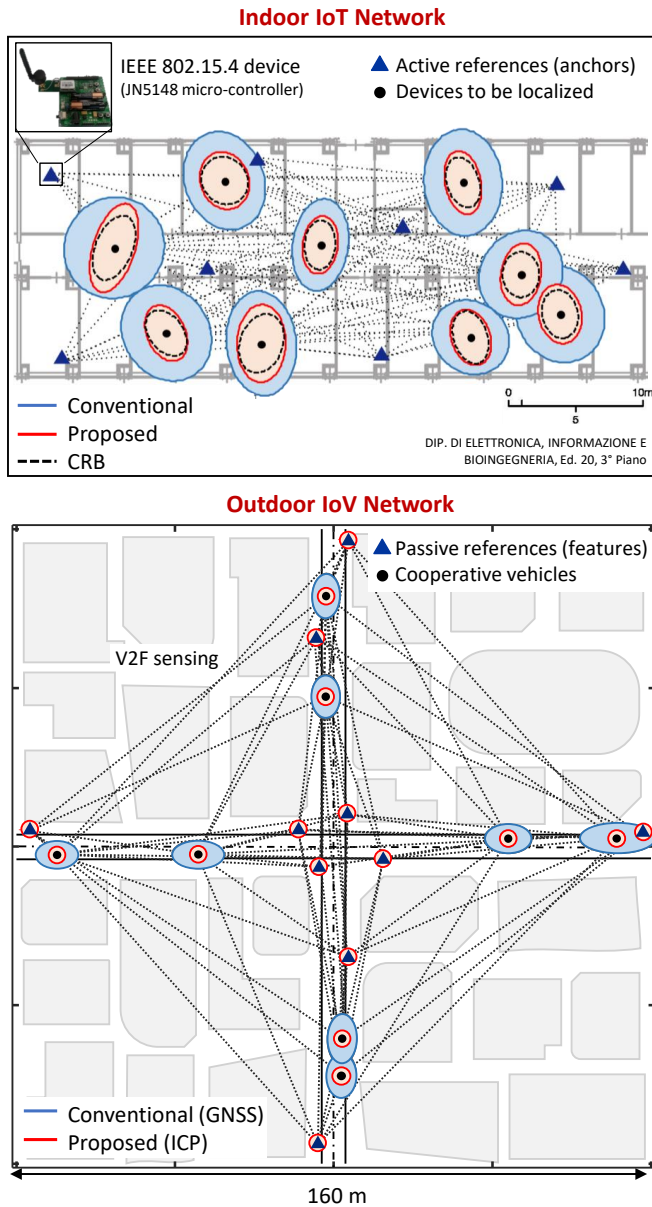 Indoor IoT Network
IEEE 802.15.4 device
(JN5148 micro-controller)
Active references (anchors)
Devices to be localized
Conventional
Proposed
CRB
0
10m
5
DIP. DI ELETTRONICA, INFORMAZIONE E
BIOINGEGNERIA, Ed. 20, 3° Piano
Outdoor IoV Network
Passive references (features)
Cooperative vehicles
V2F sensing
Conventional (GNSS)
Proposed (ICP)
160 m